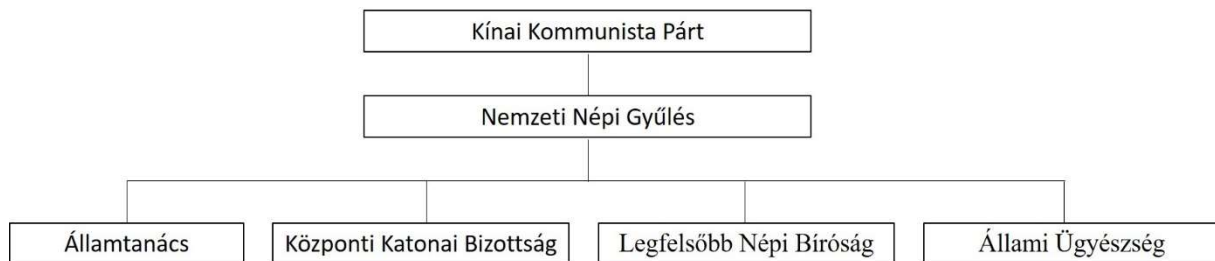 Kínai Kommunista Párt
Nemzeti Népi Gyűlés
Államtanács
Központi Katonai Bizottság
Legfelsőbb Népi Bíróság
Állami Ügyészség